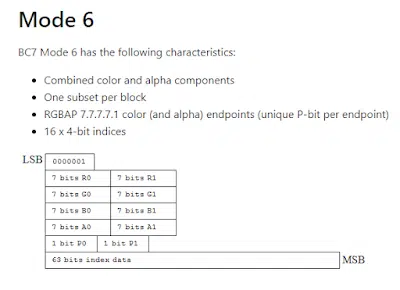 Mode 6
BC7 Mode 6 has the following characteristics:
Combined color and alpha components
One subset per block
RGBAP 7.7.7.7.1 color (and alpha) endpoints (unique P-bit per endpoint)
16 x 4-bit indices
LSB 0000001
7 bits R0 7 bits R1
7 bits G0 7 bits G1
7 bits B0 7 bits B1
7 bits A0 7 bits A1
1 bit P0 1 bit P1
63 bits index data MSB